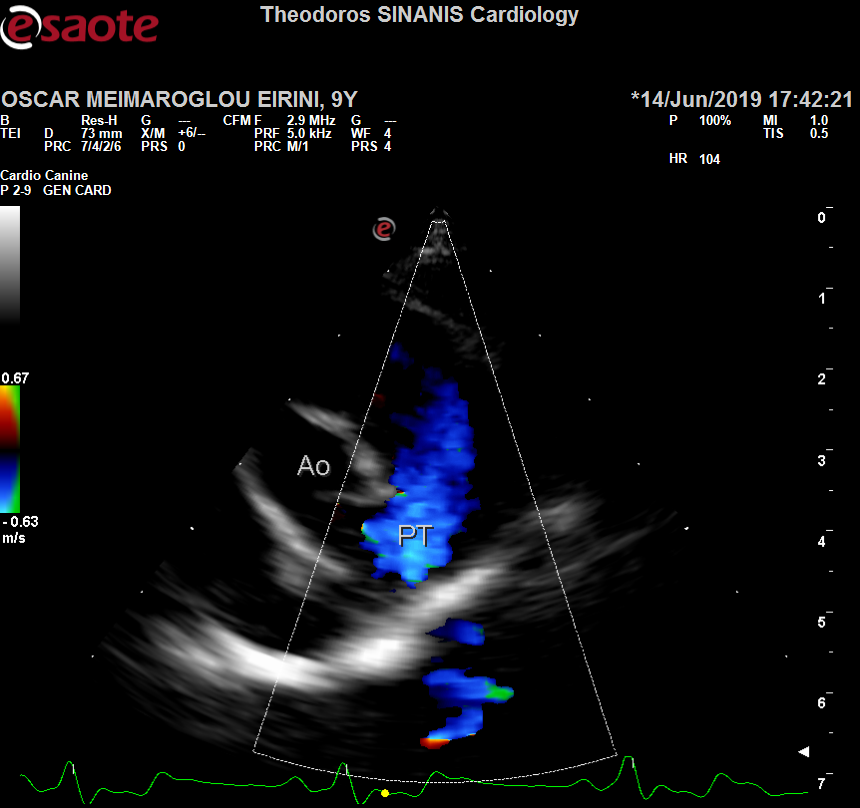 esaote
Theodoros SINANIS Cardiology
OSCAR MEIMAROGLOU EIRINI, 9Y *14/Jun/2019 17:42:21
B Res-H G --- CFM F 2.9 MHz G --- P 100% MI 1.0
TEI D 73 mm X/M +6/-- PRF 5.0 kHz WF 4 TIS 0.5
PRC 7/4/2/6 PRS 0 PRC M/1 PRS 4
HR 104
Cardio Canine
P 2-9 GEN CARD
e
0
1
2
0.67
3
Ao
- 0.63
PT
m/s
4
5
6
7